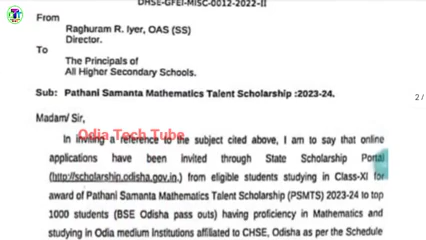 DHSE-GFEI-MISC-0012-2022-II
From
Raghuram R. Iyer, OAS (SS)
Director.
To
The Principals of
All Higher Secondary Schools.
Sub: Pathani Samanta Mathematics Talent Scholarship :2023-24.
Madam/ Sir,
Odia Tech Tube
In inviting a reference to the subject cited above, I am to say that online
applications have been invited through State Scholarship Portal
(http://scholarship.odisha.gov.in,) from eligible students studying in Class-XI for
award of Pathani Samanta Mathematics Talent Scholarship (PSMTS) 2023-24 to top
1000 students (BSE Odisha pass outs) having proficiency in Mathematics and
studying in Odia medium Institutions affiliated to CHSE, Odisha as per the Schedule
2 /